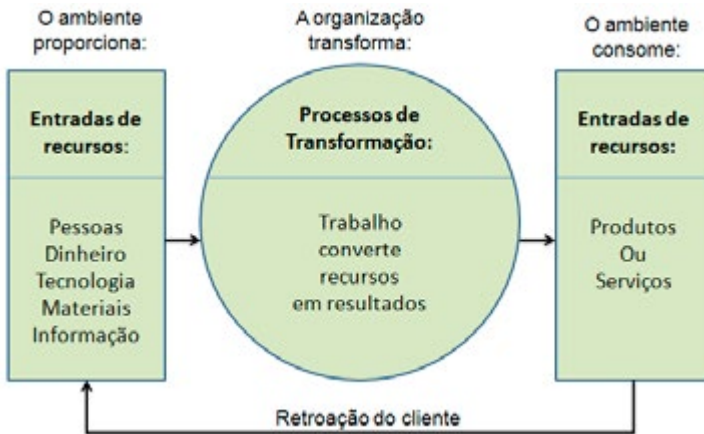 O ambiente
proporciona:
Entradas de
recursos:
Pessoas
Dinheiro
Tecnologia
Materiais
Informação
A organização
transforma:
Processos de
Transformação:
Trabalho
converte
recursos
em resultados
O ambiente
consome:
Entradas de
recursos:
Produtos
Ou
Serviços
Retroação do cliente